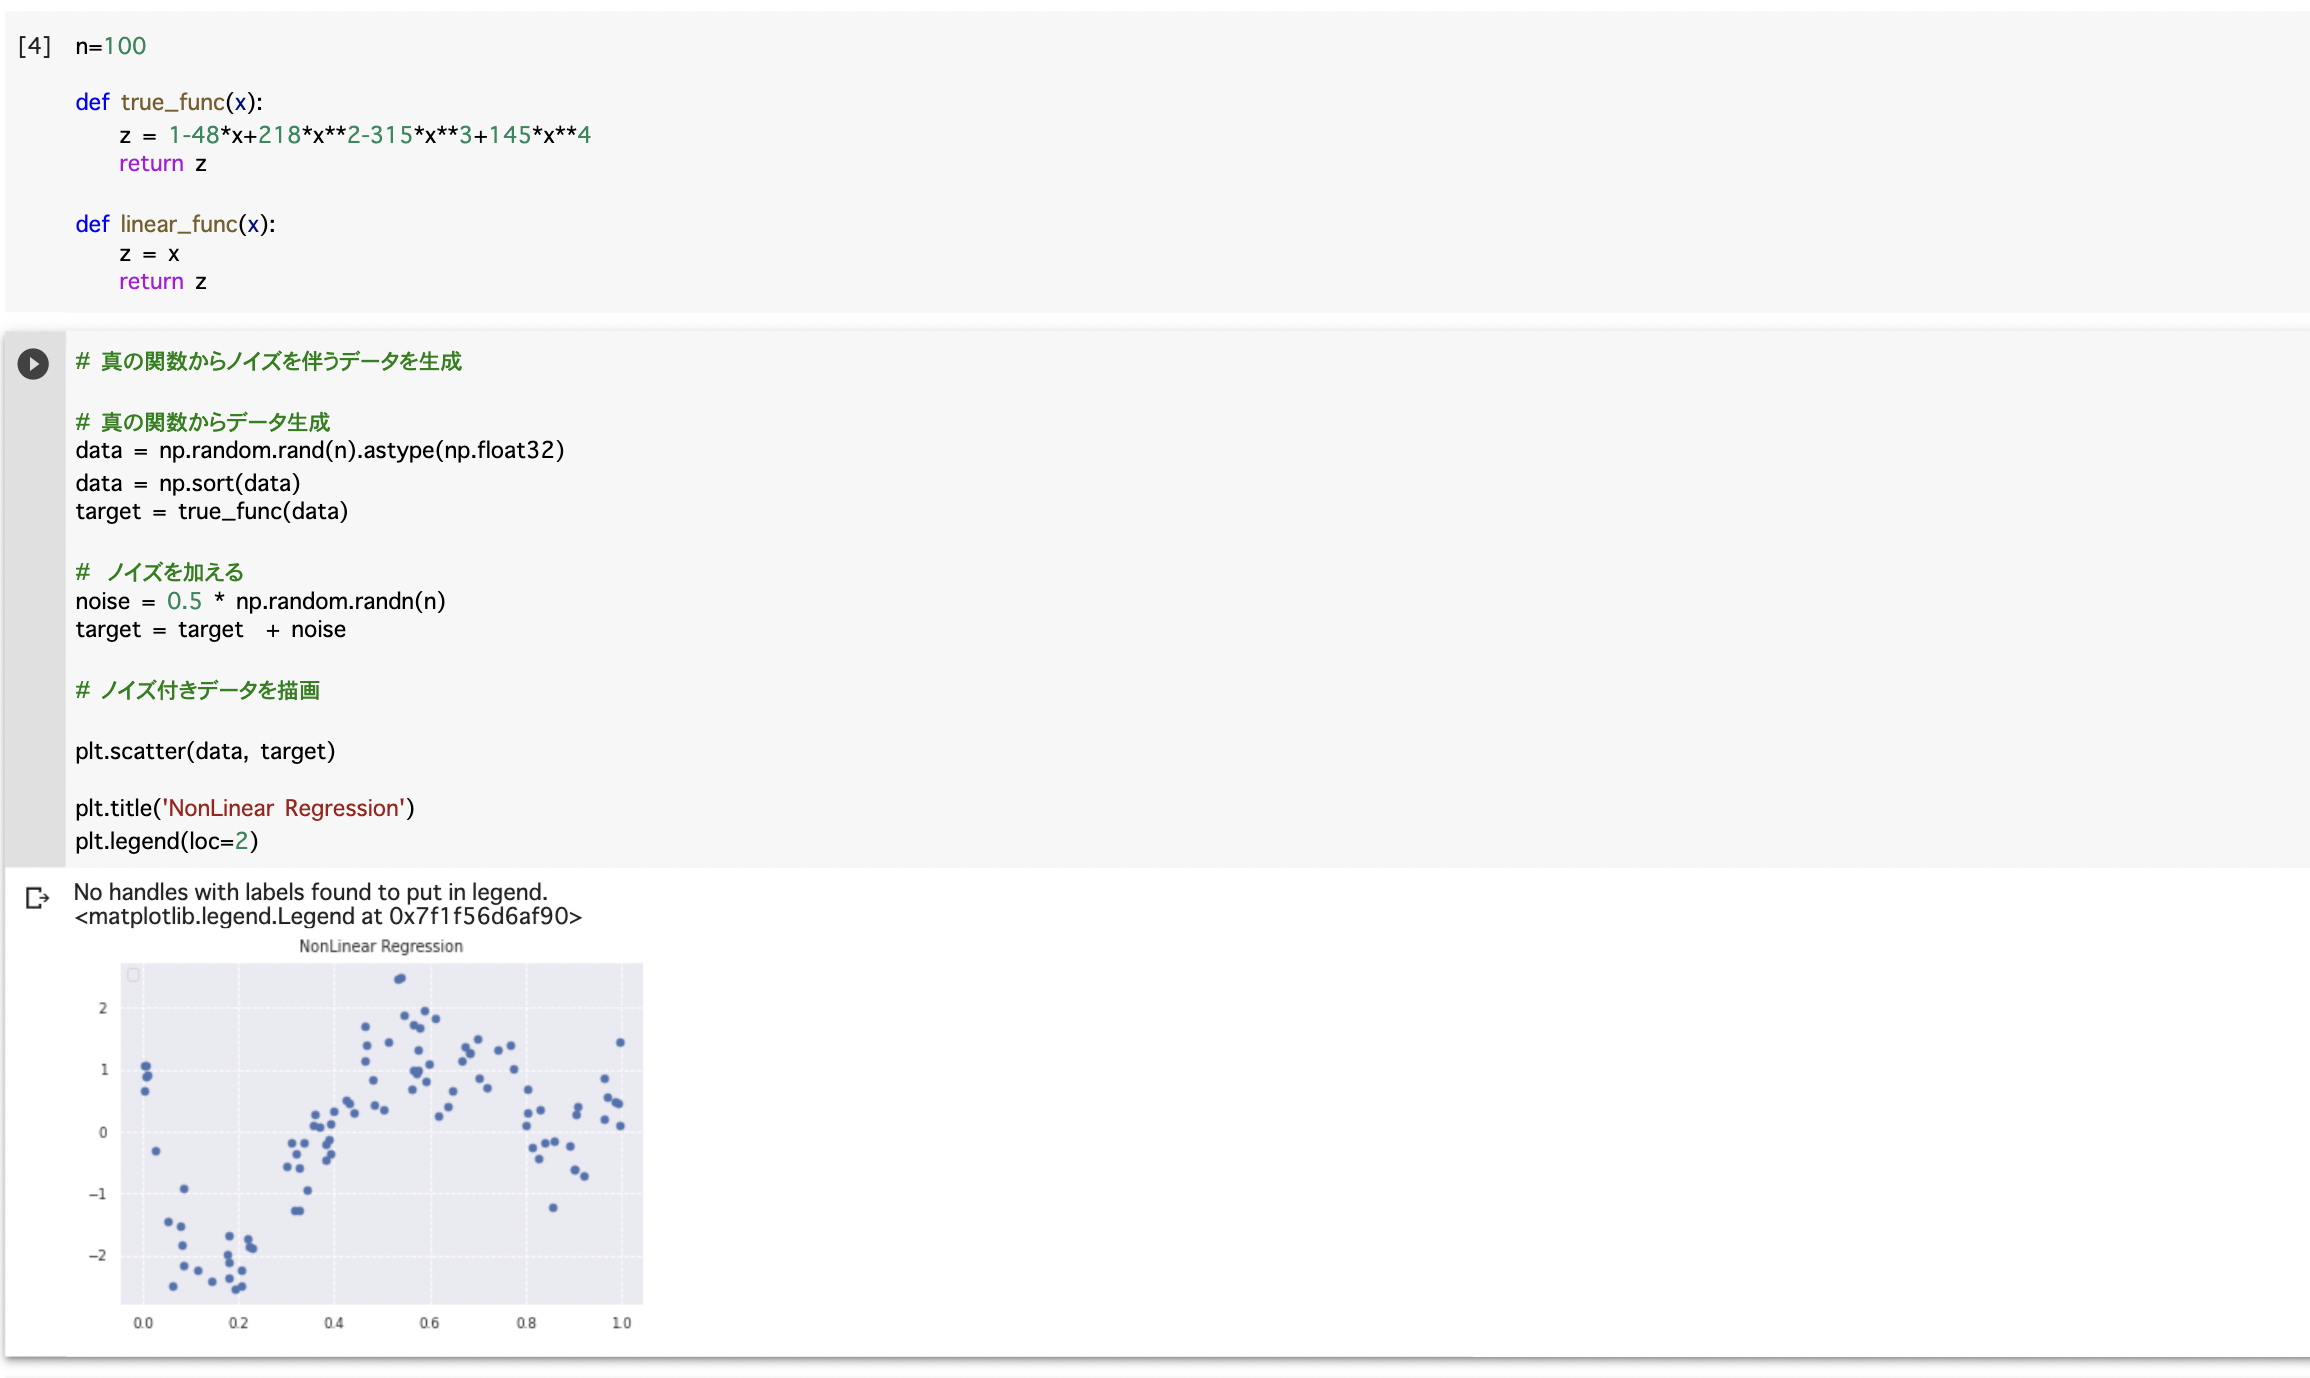 [4] n=100
def true_func(x):
z = 1-48*x+218*x**2-315*x**3+145*x**4
return z
def linear_func(x):
z = x
return z
# 真の関数からノイズを伴うデータを生成
# 真の関数からデータ生成
data = np.random.rand(n).astype(np.float32)
data = np.sort(data)
target = true_func(data)
# ノイズを加える
noise = 0.5 * np.random.randn(n)
target = target + noise
# ノイズ付きデータを描画
plt.scatter(data, target)
plt.title('NonLinear Regression')
plt.legend(loc=2)
No handles with labels found to put in legend.
<matplotlib.legend.Legend at 0x7f1f56d6af90>
NonLinear Regression
2
1
0
−1
−2
0.0 0.2 0.4 0.6 0.8 1.0